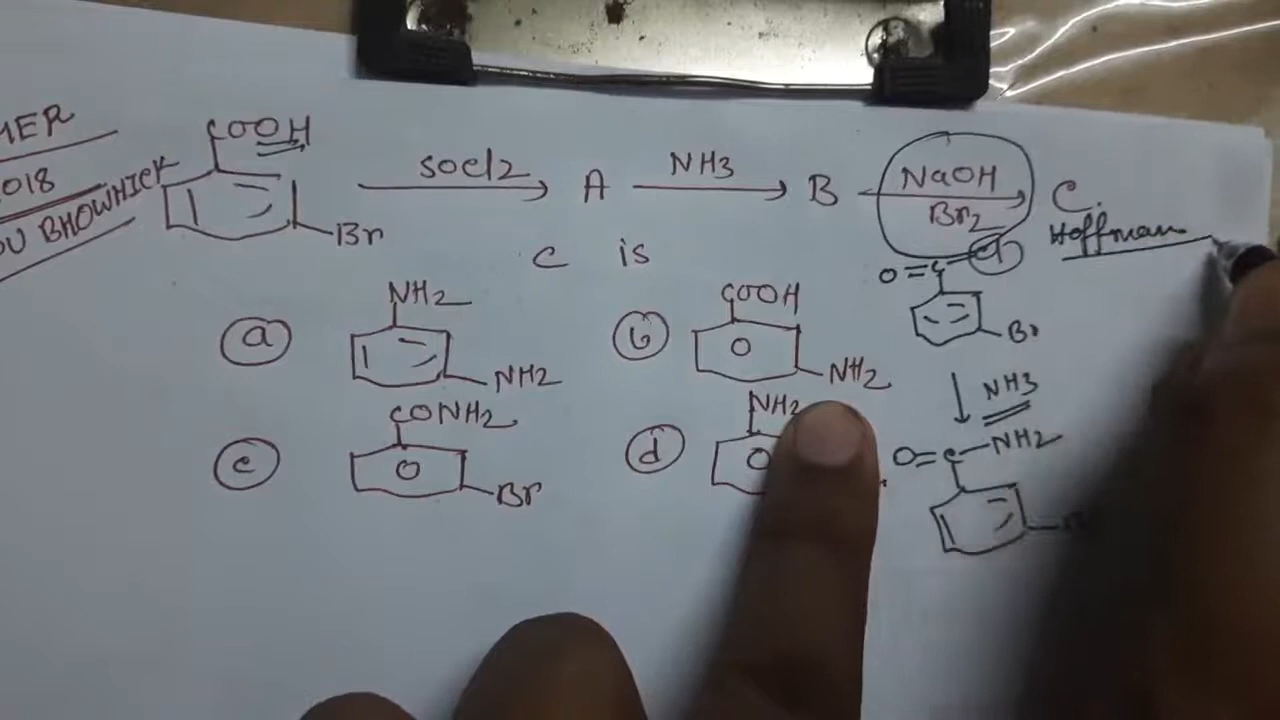 MER
2018
BHOWMICK
COOH
SOCl2
A
NH3
B
NaOH
Br2
C.
Hoffman
Br
C is
O=C-Cl
Br
(a)
NH2
NH2
(b)
COOH
NH2
NH3
(c)
CONH2
Br
(d)
NH2
O=C-NH2